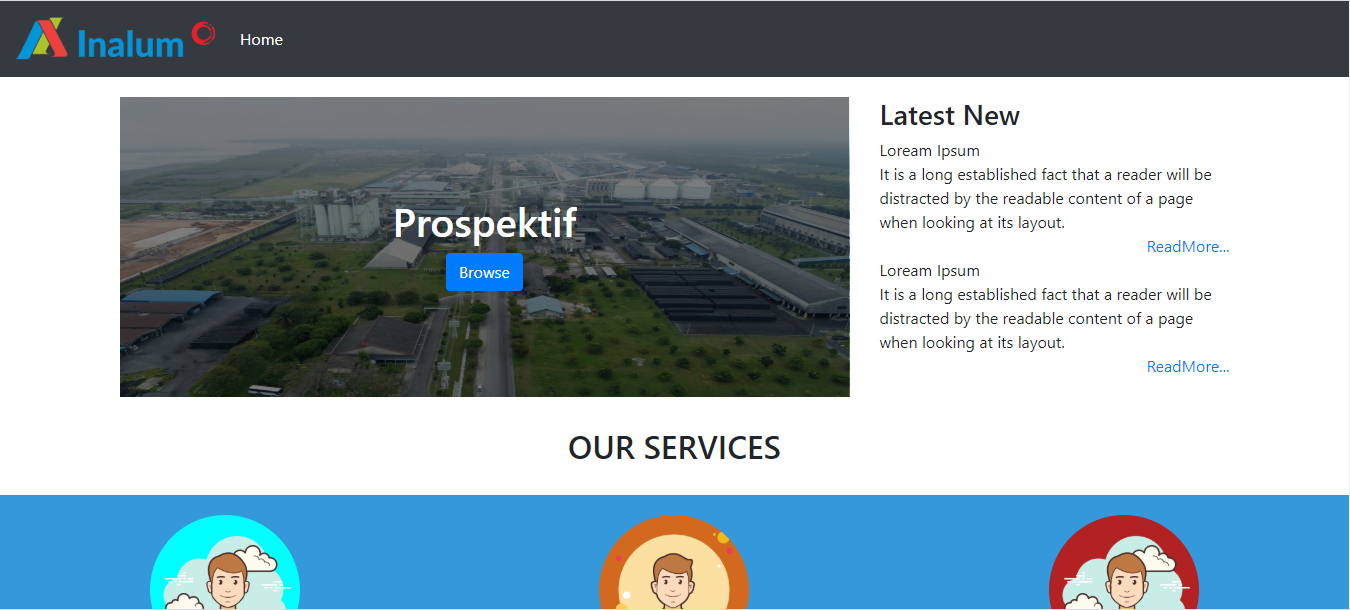 Inalum
Home
Prospektif
Browse
Latest New
Loream Ipsum
It is a long established fact that a reader will be
distracted by the readable content of a page
when looking at its layout.
ReadMore...
Loream Ipsum
It is a long established fact that a reader will be
distracted by the readable content of a page
when looking at its layout.
ReadMore...
OUR SERVICES